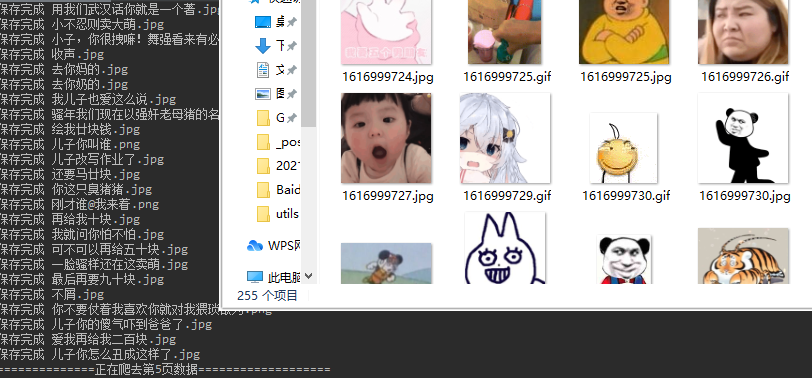 保存完成 用我们武汉话你就是一个著.jpg
保存完成 小不忍则卖大萌.jpg
保存完成 小子，你很拽嘛！舞强看来有必
保存完成 收声.jpg
保存完成 去你妈的.jpg
保存完成 去你奶的.jpg
保存完成 我儿子也爱这么说.jpg
保存完成 骚年我们现在以强奸老母猪的名
保存完成 给我廿块钱.jpg
保存完成 儿子你叫谁.png
保存完成 儿子改写作业了.jpg
保存完成 还要马廿块.jpg
保存完成 你这只臭猪猪.jpg
保存完成 刚才谁@我来着.png
保存完成 再给我十块.jpg
保存完成 我就问你怕不怕.jpg
保存完成 可不可以再给五十块.jpg
保存完成 一脸骚样还在这卖萌.jpg
保存完成 最后再要九十块.jpg
保存完成 不屑.jpg
保存完成 你不要仗着我喜欢你就对我猥琐
保存完成 儿子你的傻气吓到爸爸了.jpg
保存完成 爱我再给我二百块.jpg
保存完成 儿子你怎么丑成这样了.jpg
==============正在爬去第5页数据===================
G
_pos
202
Baid
utils
WPS网
此电脑
255 个项目
1616999724.jpg
1616999725.gif
1616999725.jpg
1616999726.gif
1616999727.jpg
1616999729.gif
1616999730.gif
1616999730.jpg